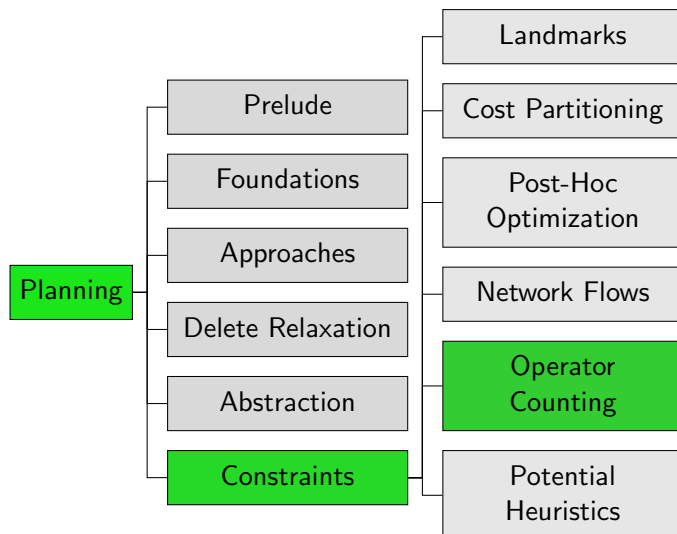 Planning
Prelude
Foundations
Approaches
Delete Relaxation
Abstraction
Constraints
Landmarks
Cost Partitioning
Post-Hoc
Optimization
Network Flows
Operator
Counting
Potential
Heuristics